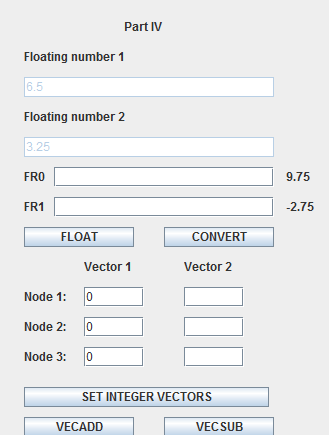 Part IV
Floating number 1
6.5
Floating number 2
3.25
FR0 9.75
FR1 -2.75
FLOAT CONVERT
Vector 1 Vector 2
Node 1: 0
Node 2: 0
Node 3: 0
SET INTEGER VECTORS
VECADD VECSUB